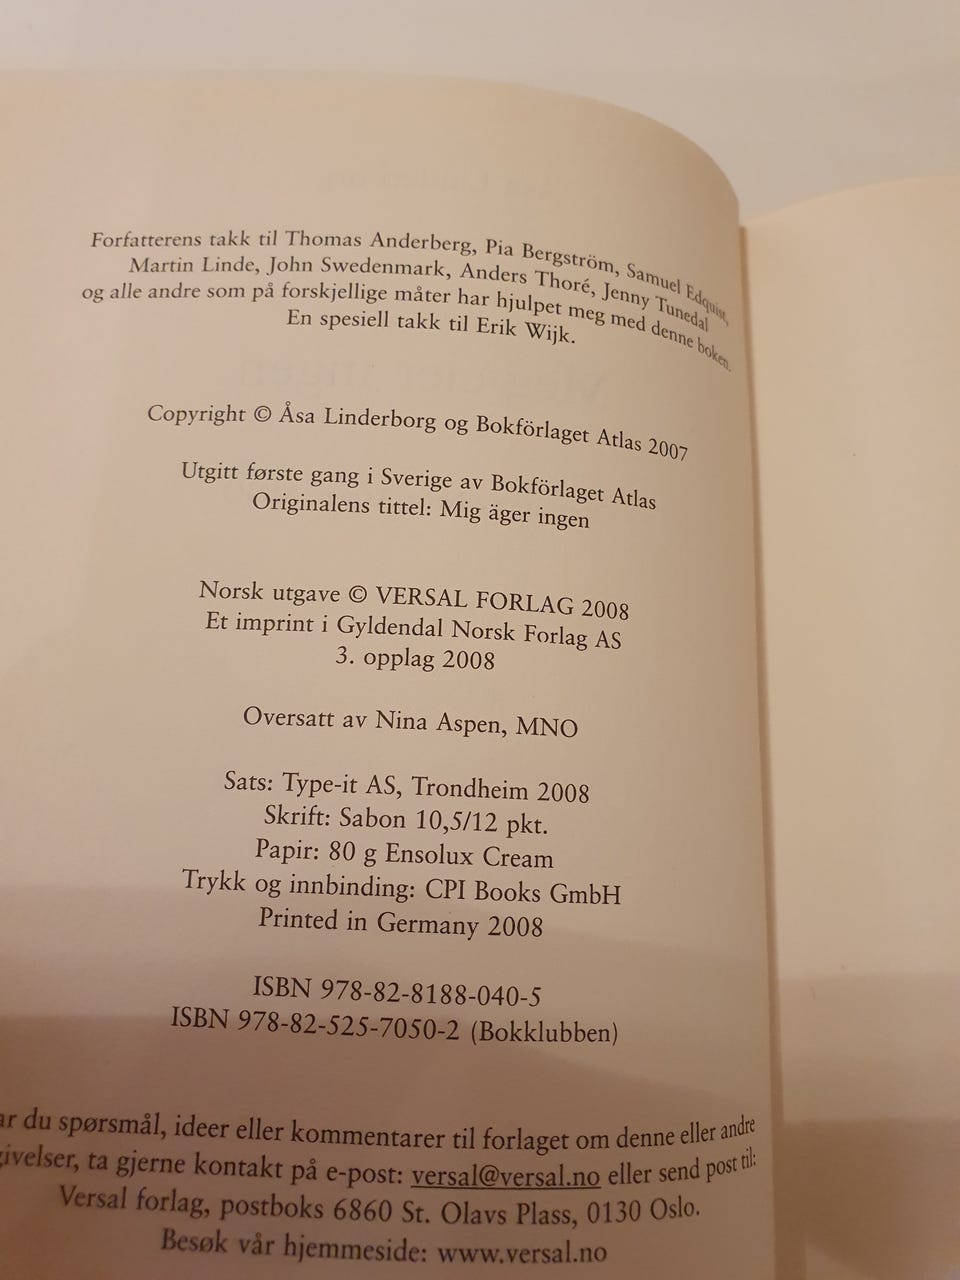 Forfatterens takk til Thomas Anderberg, Pia Bergström, Samuel Edquist,
Martin Linde, John Swedenmark, Anders Thoré, Jenny Tunedal
og alle andre som på forskjellige måter har hjulpet meg med denne boken.
En spesiell takk til Erik Wijk.
Copyright © Åsa Linderborg og Bokförlaget Atlas 2007
Utgitt første gang i Sverige av Bokförlaget Atlas
Originalens tittel: Mig äger ingen
Norsk utgave © VERSAL FORLAG 2008
Et imprint i Gyldendal Norsk Forlag AS
3. opplag 2008
Oversatt av Nina Aspen, MNO
Sats: Type-it AS, Trondheim 2008
Skrift: Sabon 10,5/12 pkt.
Papir: 80 g Ensolux Cream
Trykk og innbinding: CPI Books GmbH
Printed in Germany 2008
ISBN 978-82-8188-040-5
ISBN 978-82-525-7050-2 (Bokklubben)
ar du spørsmål, ideer eller kommentarer til forlaget om denne eller andre
givelser, ta gjerne kontakt på e-post: versal@versal.no eller send post til:
Versal forlag, postboks 6860 St. Olavs Plass, 0130 Oslo.
Besøk vår hjemmeside: www.versal.no